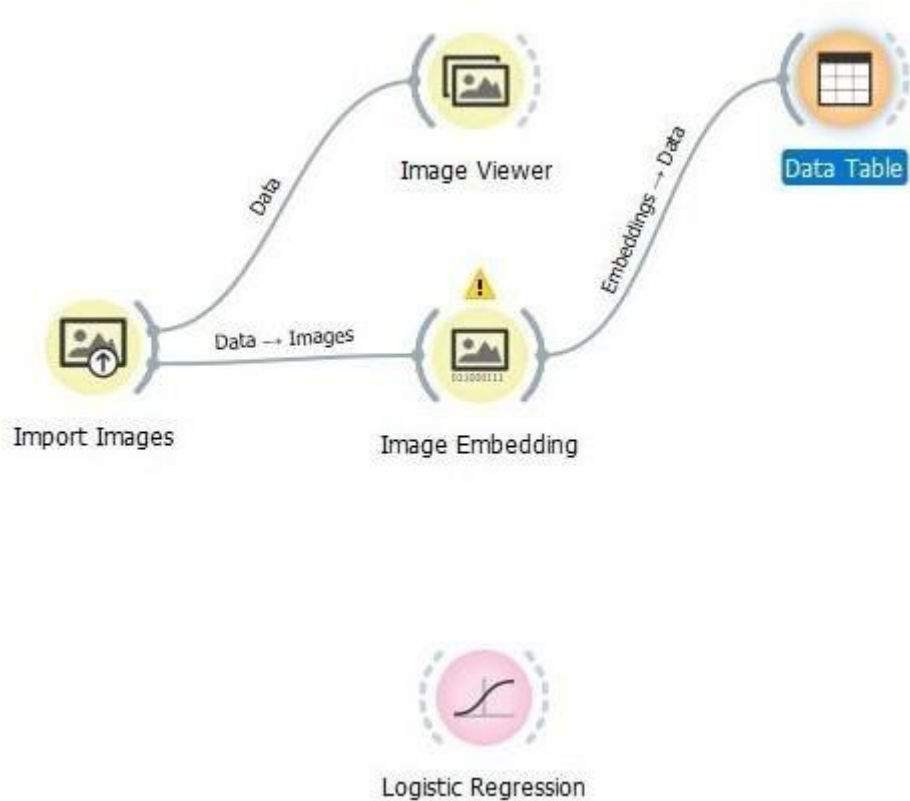 Image Viewer
Data Table
Data
Embeddings → Data
Data → Images
Import Images
Image Embedding
Logistic Regression